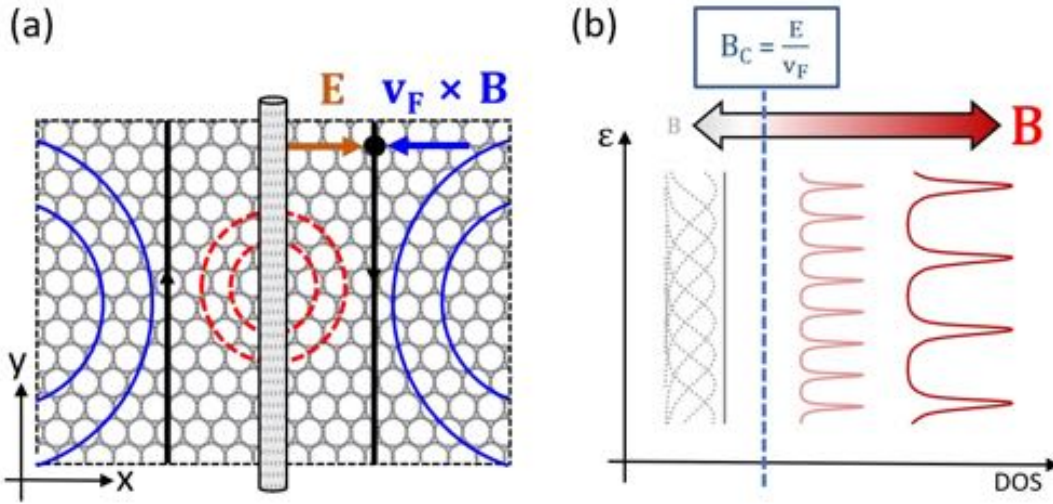 (a)
E v_F × B
y
x
(b)
B_C = E/v_F
B B
ε
DOS